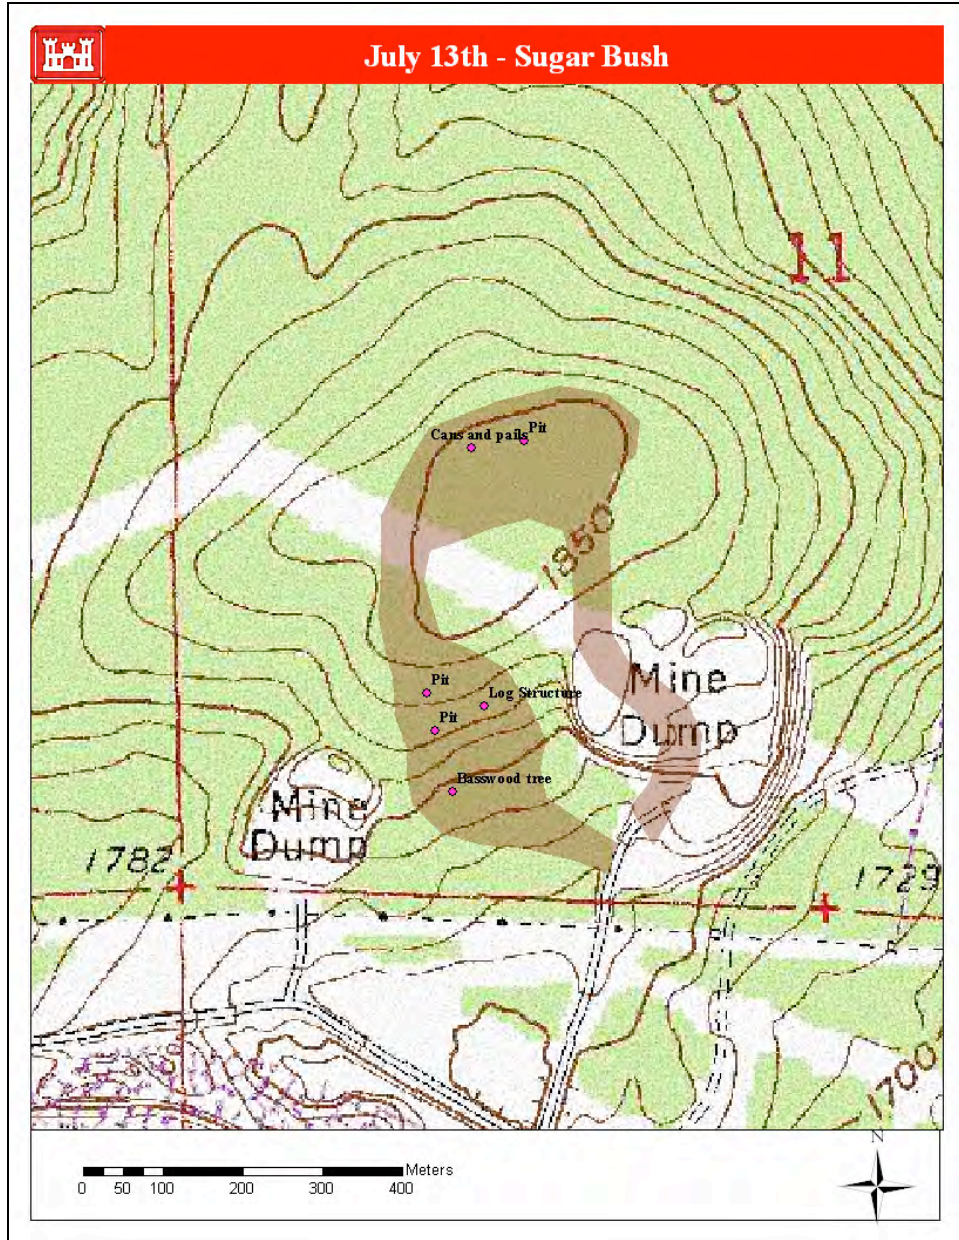 July 13th - Sugar Bush
11
Cans and pails
Pit
1850
Pit
Log Structure
Pit
Mine
Dump
Basswood tree
Mine
Dump
1782
1729
1700
N
Meters
0 50 100 200 300 400